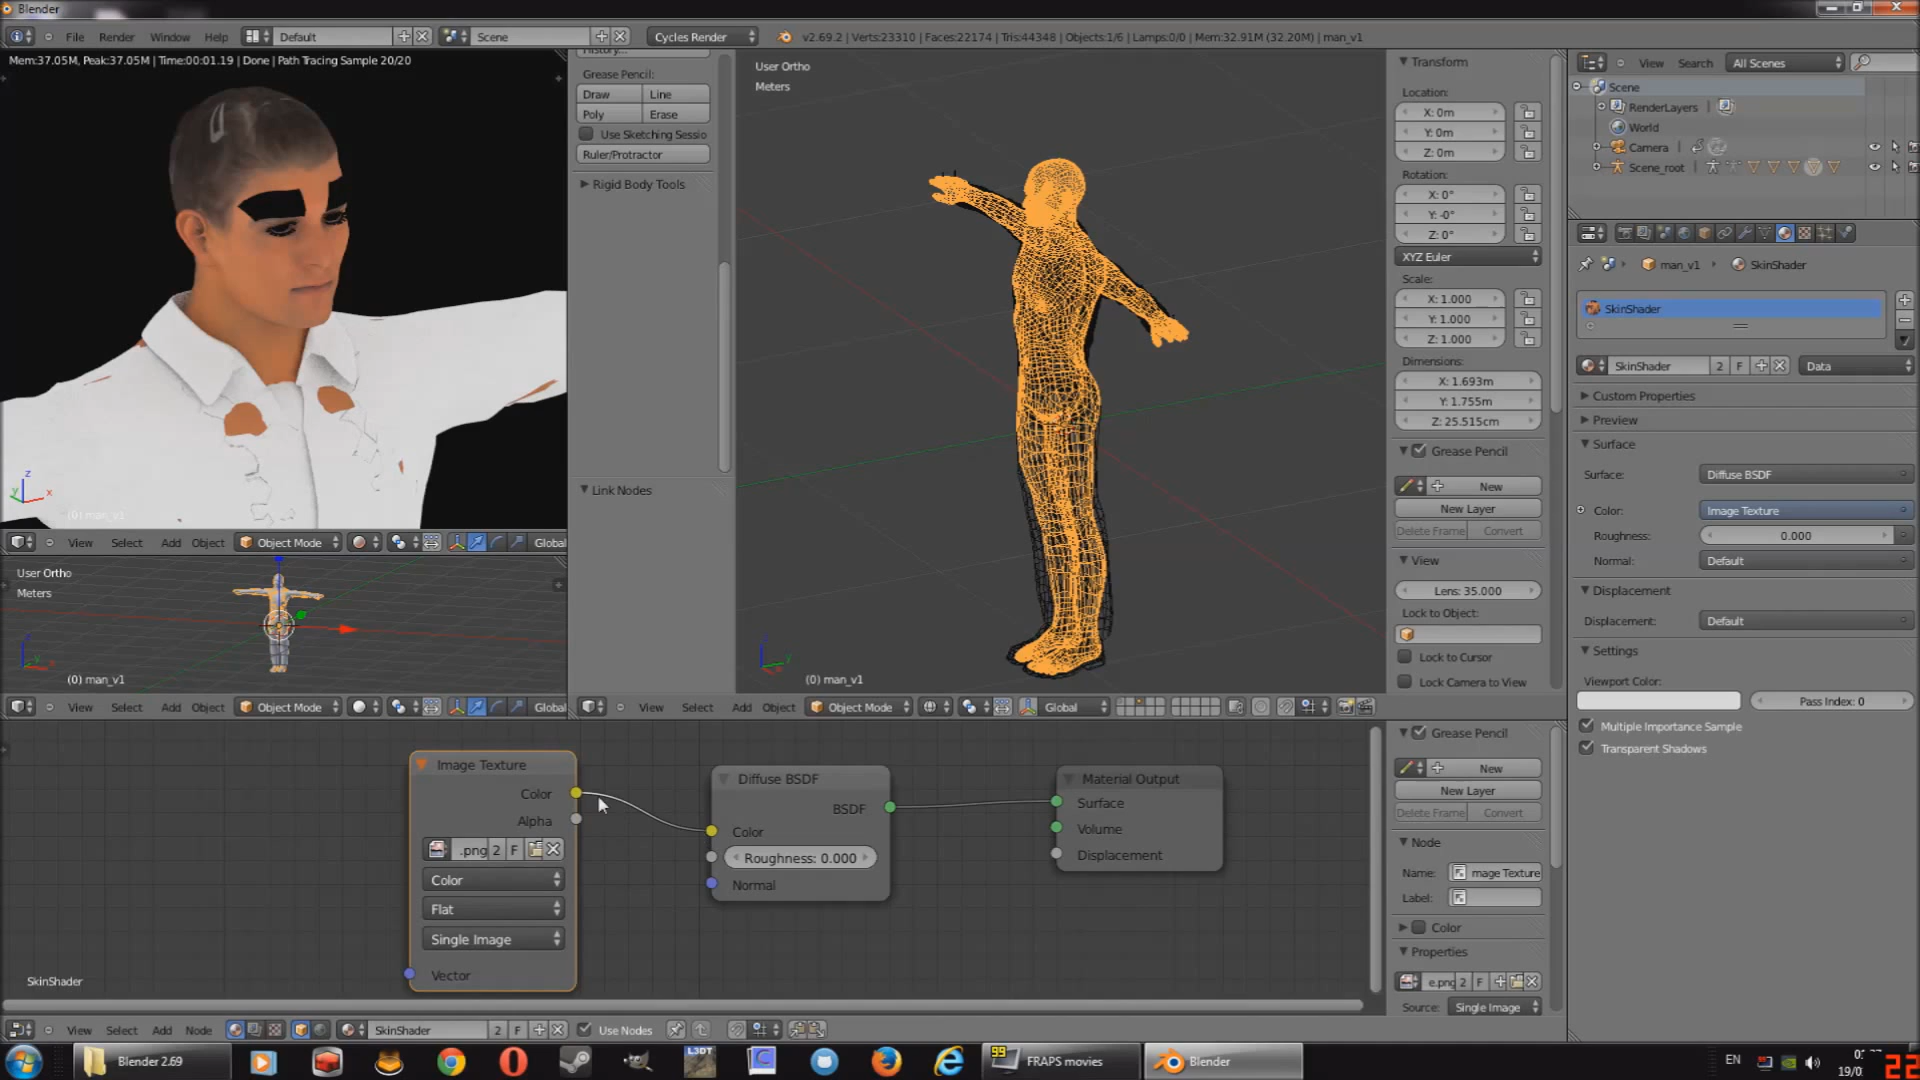 Blender
File Render Window Help Default Scene Cycles Render v2.69.2 | Verts:23310 | Faces:22174 | Tris:44348 | Objects:1/6 | Lamps:0/0 | Mem:32.91M (32.20M) | man_v1
Mem:37.05M, Peak:37.05M | Time:00:01.19 | Done | Path Tracing Sample 20/20
(0) man_v1
View Select Add Object Object Mode Global
User Ortho
Meters
(0) man_v1
View Select Add Object Object Mode Global
History...
Grease Pencil:
Draw Line
Poly Erase
Use Sketching Sessio
Ruler/Protractor
Rigid Body Tools
Link Nodes
User Ortho
Meters
(0) man_v1
View Select Add Object Object Mode Global
Transform
Location:
X: 0m
Y: 0m
Z: 0m
Rotation:
X: 0°
Y: -0°
Z: 0°
XYZ Euler
Scale:
X: 1.000
Y: 1.000
Z: 1.000
Dimensions:
X: 1.693m
Y: 1.755m
Z: 25.515cm
Grease Pencil
New
New Layer
Delete Frame Convert
View
Lens: 35.000
Lock to Object:
Lock to Cursor
Lock Camera to View
View Search All Scenes
Scene
RenderLayers
World
Camera
Scene_root
man_v1 SkinShader
SkinShader
SkinShader 2 F Data
Custom Properties
Preview
Surface
Surface: Diffuse BSDF
Color: Image Texture
Roughness: 0.000
Normal: Default
Displacement
Displacement: Default
Settings
Viewport Color:
Pass Index: 0
Multiple Importance Sample
Transparent Shadows
Image Texture
Color
Alpha
.png 2 F
Color
Flat
Single Image
Vector
Diffuse BSDF
BSDF
Color
Roughness: 0.000
Normal
Material Output
Surface
Volume
Displacement
SkinShader
View Select Add Node SkinShader 2 F Use Nodes
Grease Pencil
New
New Layer
Delete Frame Convert
Node
Name: mage Texture
Label:
Color
Properties
e.png 2 F
Source: Single Image
Blender 2.69
L3DT
99
FRAPS movies
Blender
EN
19/0
22